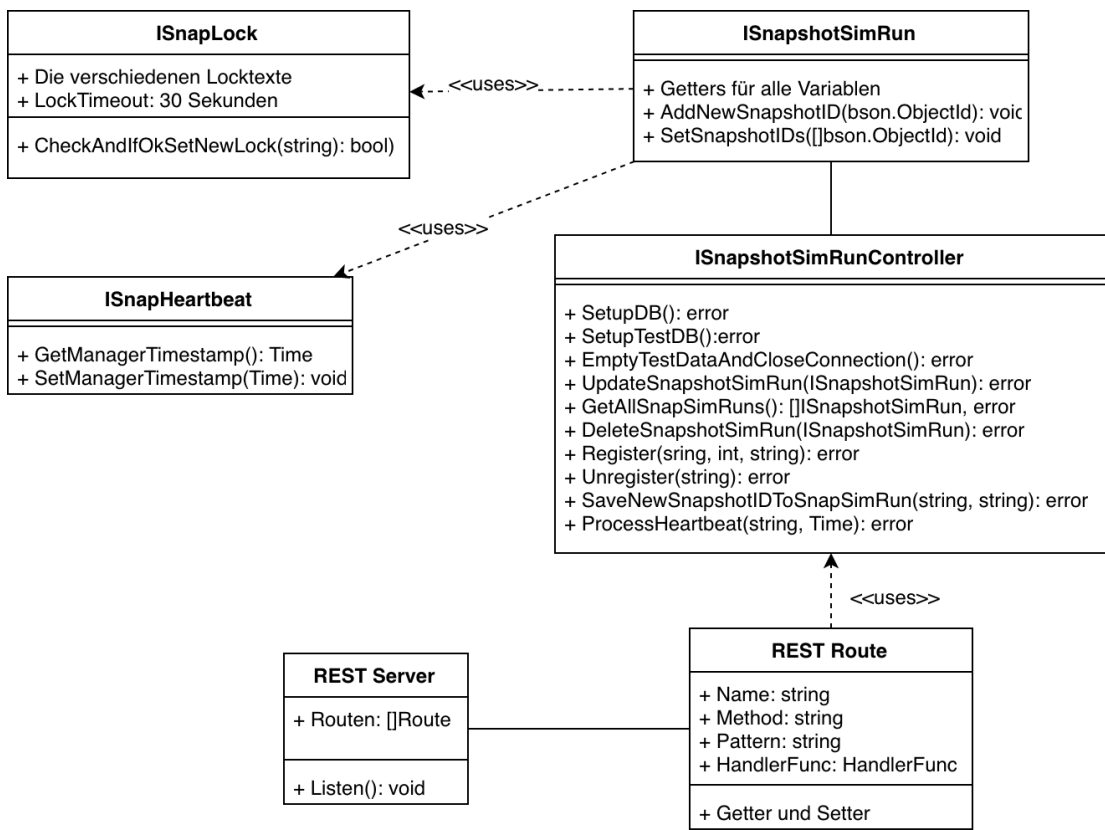 ISnapLock
+ Die verschiedenen Locktexte
+ LockTimeout: 30 Sekunden
+ CheckAndIfOkSetNewLock(string): bool)
<<uses>>
ISnapshotSimRun
+ Getters für alle Variablen
+ AddNewSnapshotID(bson.ObjectId): void
+ SetSnapshotIDs([]bson.ObjectId): void
<<uses>>
ISnapHeartbeat
+ GetManagerTimestamp(): Time
+ SetManagerTimestamp(Time): void
ISnapshotSimRunController
+ SetupDB(): error
+ SetupTestDB():error
+ EmptyTestDataAndCloseConnection(): error
+ UpdateSnapshotSimRun(ISnapshotSimRun): error
+ GetAllSnapSimRuns(): []ISnapshotSimRun, error
+ DeleteSnapshotSimRun(ISnapshotSimRun): error
+ Register(sring, int, string): error
+ Unregister(string): error
+ SaveNewSnapshotIDToSnapSimRun(string, string): error
+ ProcessHeartbeat(string, Time): error
<<uses>>
REST Server
+ Routen: []Route
+ Listen(): void
REST Route
+ Name: string
+ Method: string
+ Pattern: string
+ HandlerFunc: HandlerFunc
+ Getter und Setter